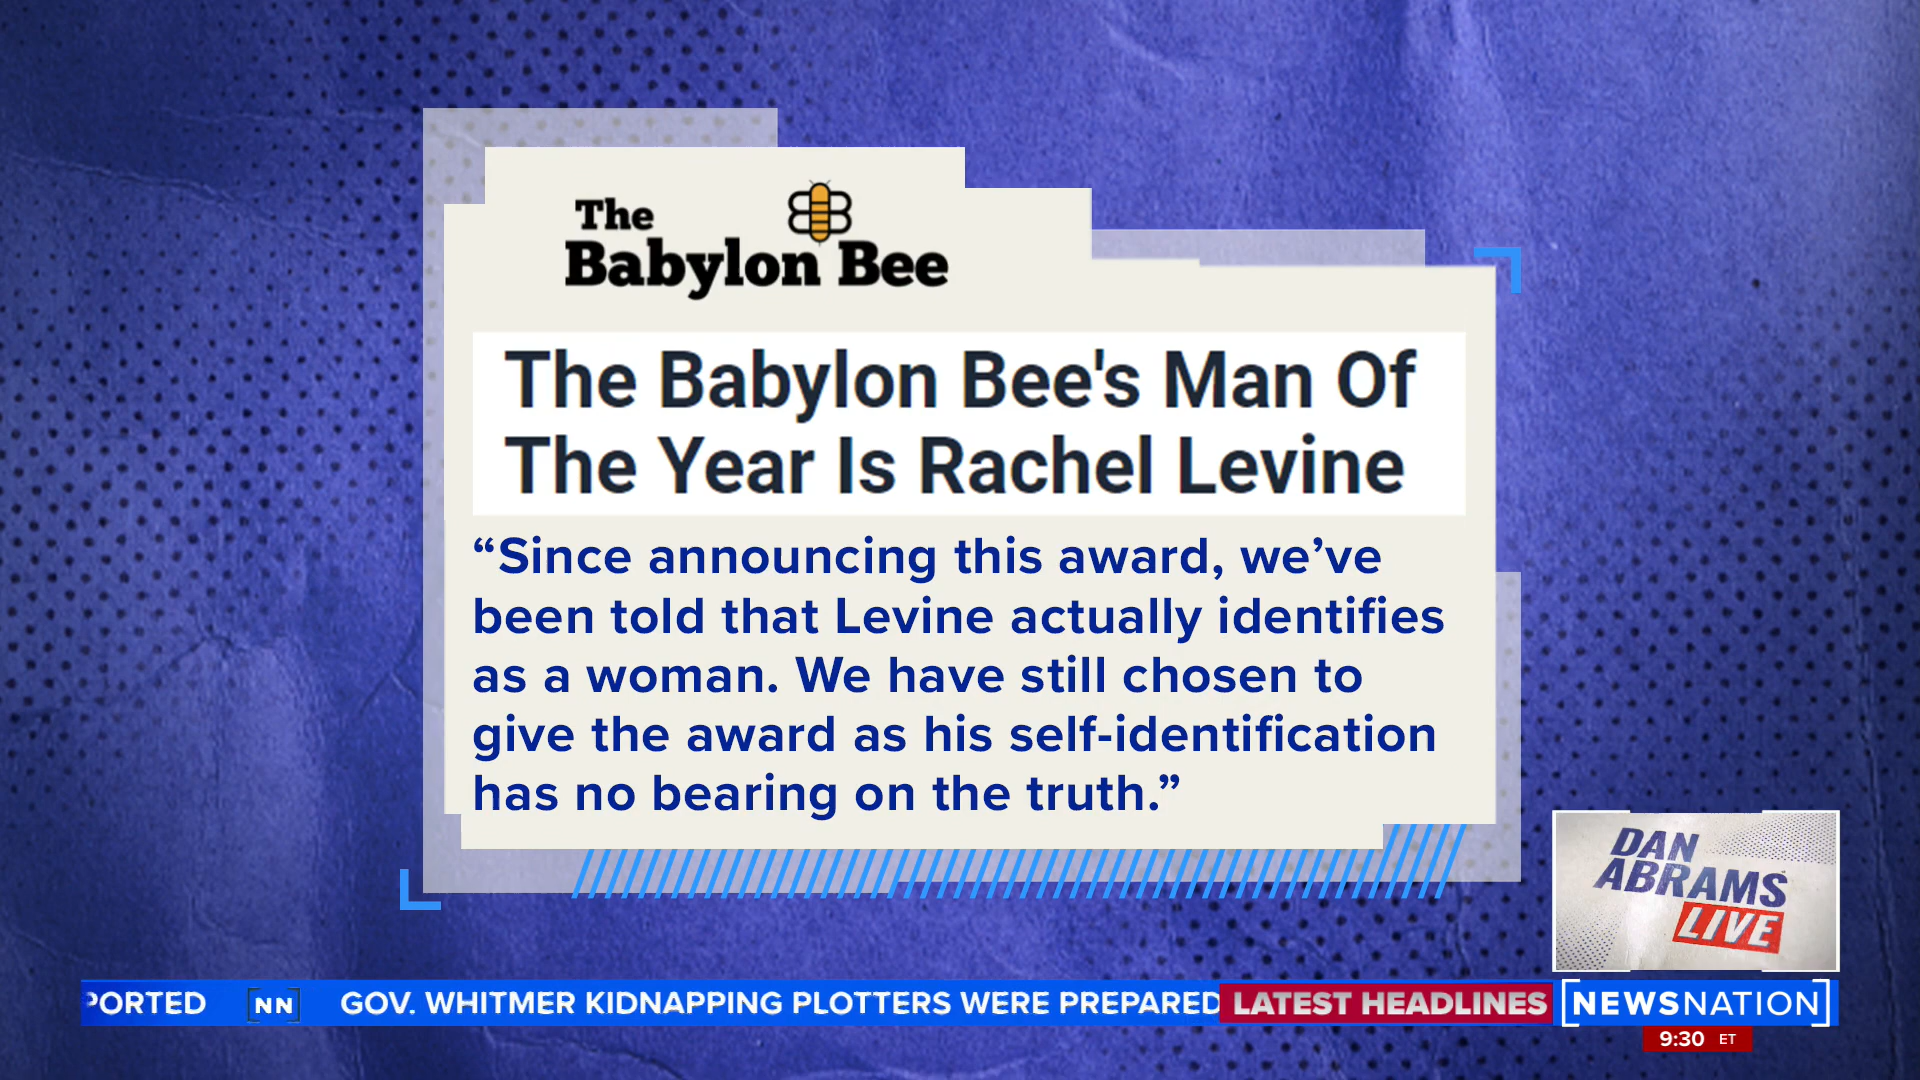 The
Babylon Bee
The Babylon Bee's Man Of
The Year Is Rachel Levine
“Since announcing this award, we’ve
been told that Levine actually identifies
as a woman. We have still chosen to
give the award as his self-identification
has no bearing on the truth.”
DAN
ABRAMS
LIVE
PORTED [NN] GOV. WHITMER KIDNAPPING PLOTTERS WERE PREPARED
LATEST HEADLINES
[NEWSNATION]
9:30 ET